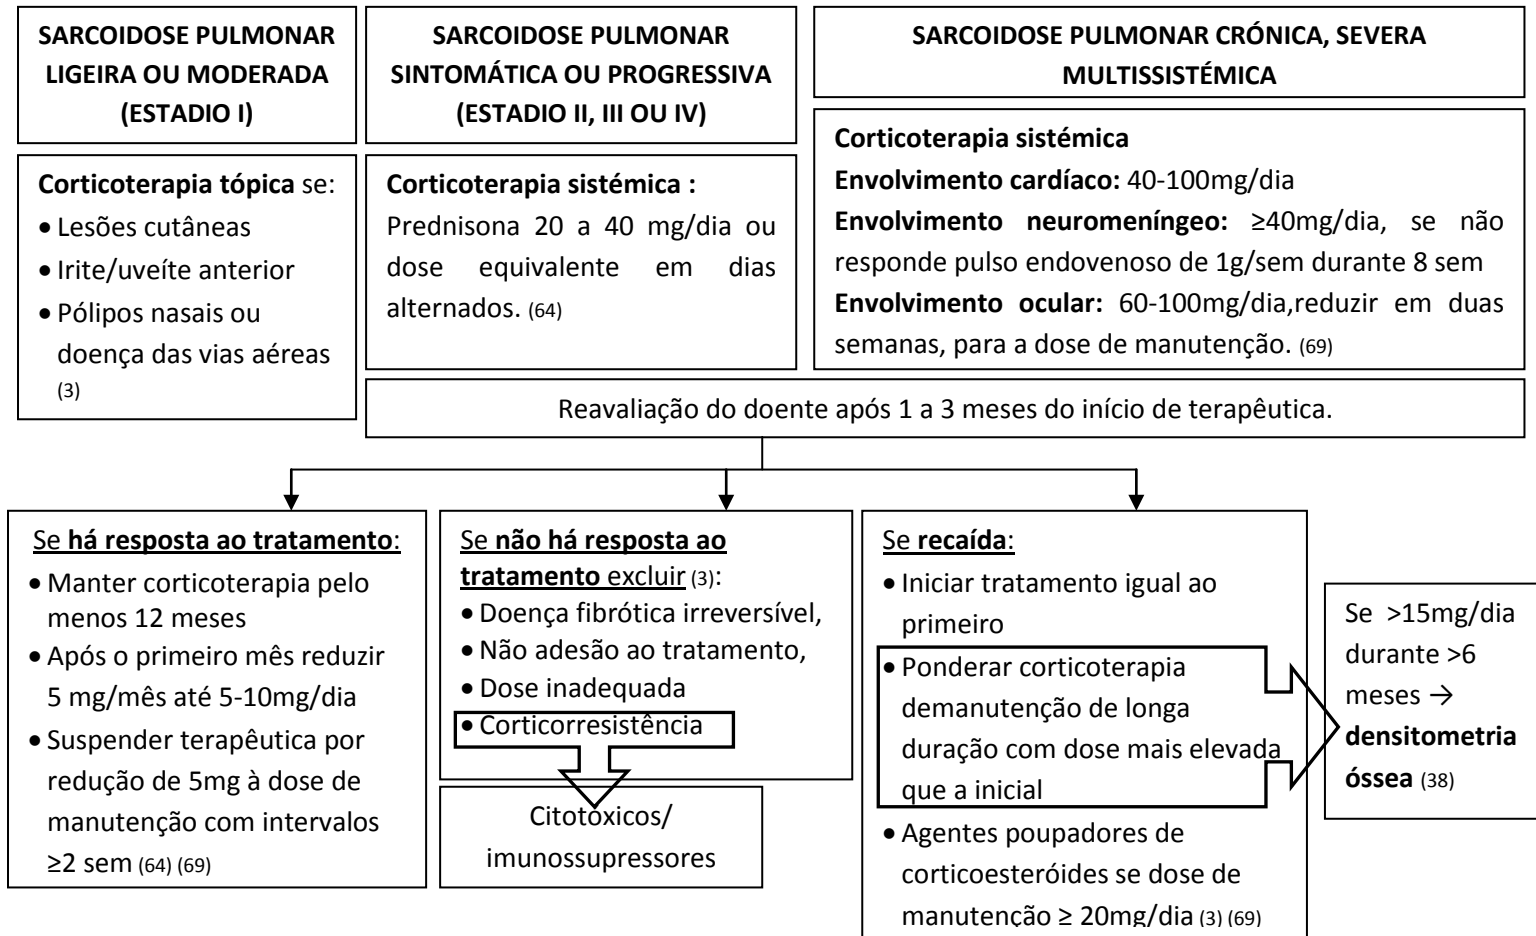 SARCOIDOSE PULMONAR
LIGEIRA OU MODERADA
(ESTADIO I)
SARCOIDOSE PULMONAR
SINTOMÁTICA OU PROGRESSIVA
(ESTADIO II, III OU IV)
SARCOIDOSE PULMONAR CRÓNICA, SEVERA
MULTISSISTÉMICA
Corticoterapia tópica se:
• Lesões cutâneas
• Irite/uveíte anterior
• Pólipos nasais ou
doença das vias aéreas
(3)
Corticoterapia sistémica :
Prednisona 20 a 40 mg/dia ou
dose equivalente em dias
alternados. (64)
Corticoterapia sistémica
Envolvimento cardíaco: 40-100mg/dia
Envolvimento neuromeníngeo: ≥40mg/dia, se não
responde pulso endovenoso de 1g/sem durante 8 sem
Envolvimento ocular: 60-100mg/dia,reduzir em duas
semanas, para a dose de manutenção. (69)
Reavaliação do doente após 1 a 3 meses do início de terapêutica.
Se há resposta ao tratamento:
• Manter corticoterapia pelo
menos 12 meses
• Após o primeiro mês reduzir
5 mg/mês até 5-10mg/dia
• Suspender terapêutica por
redução de 5mg à dose de
manutenção com intervalos
≥2 sem (64) (69)
Se não há resposta ao
tratamento excluir (3):
• Doença fibrótica irreversível,
• Não adesão ao tratamento,
• Dose inadequada
• Corticorresistência
Citotóxicos/
imunossupressores
Se recaída:
• Iniciar tratamento igual ao
primeiro
• Ponderar corticoterapia
demanutenção de longa
duração com dose mais elevada
que a inicial
• Agentes poupadores de
corticoesteróides se dose de
manutenção ≥ 20mg/dia (3) (69)
Se >15mg/dia
durante >6
meses →
densitometria
óssea (38)